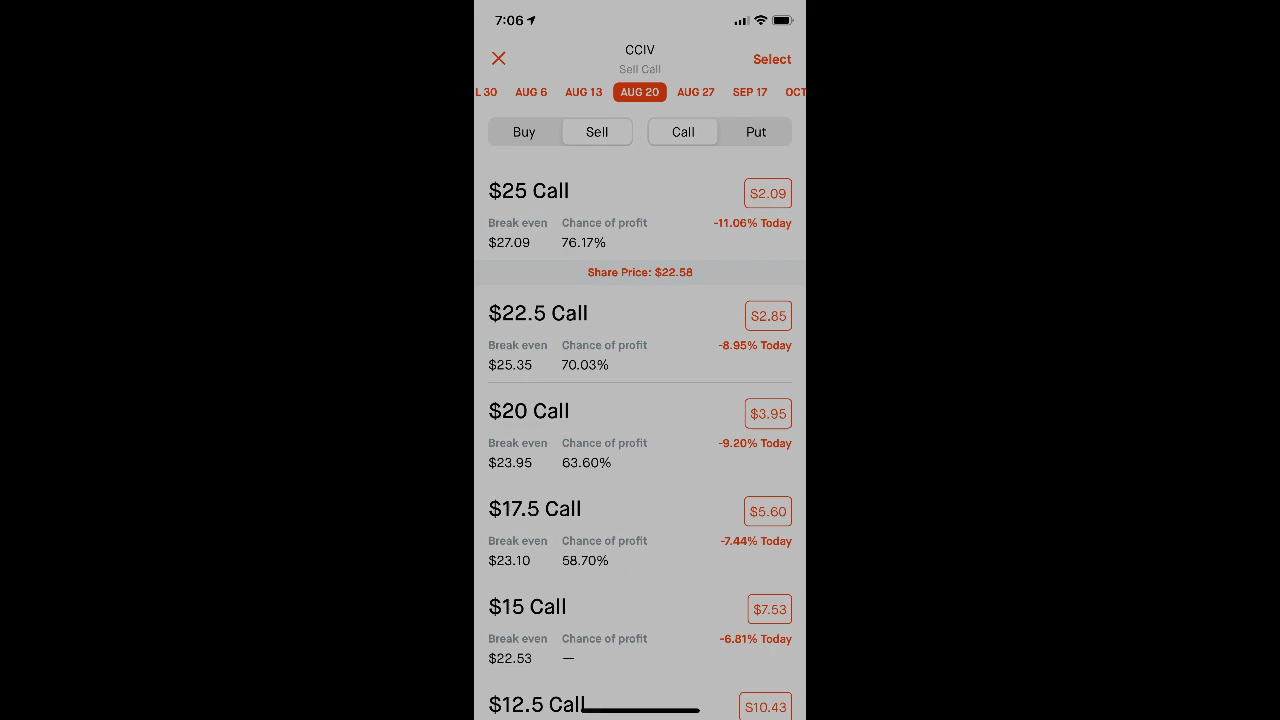 7:06
CCIV
Sell Call
Select
L 30 AUG 6 AUG 13 AUG 20 AUG 27 SEP 17 OCT
Buy Sell Call Put
$25 Call $2.09
Break even Chance of profit -11.06% Today
$27.09 76.17%
Share Price: $22.58
$22.5 Call $2.85
Break even Chance of profit -8.95% Today
$25.35 70.03%
$20 Call $3.95
Break even Chance of profit -9.20% Today
$23.95 63.60%
$17.5 Call $5.60
Break even Chance of profit -7.44% Today
$23.10 58.70%
$15 Call $7.53
Break even Chance of profit -6.81% Today
$22.53 —
$12.5 Call $10.43